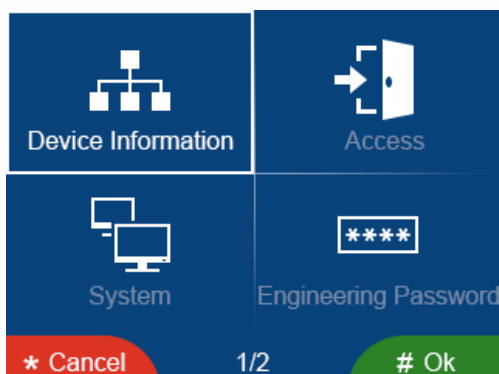 Device Information
Access
System
****
Engineering Password
* Cancel
1/2
# Ok